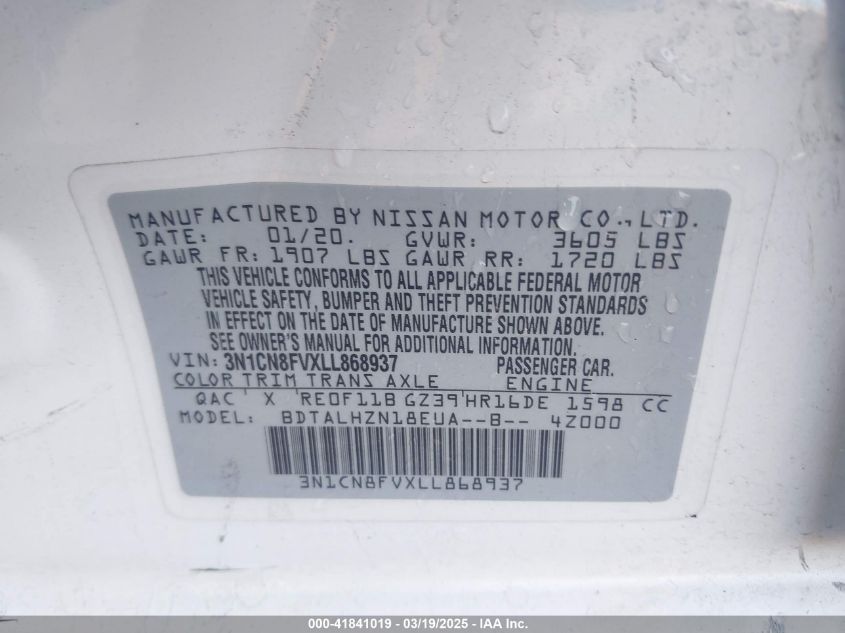 MANUFACTURED BY NISSAN MOTOR CO., LTD.
DATE: 01/20. GVWR: 3605 LBS
GAWR FR: 1907 LBS GAWR RR: 1720 LBS
THIS VEHICLE CONFORMS TO ALL APPLICABLE FEDERAL MOTOR
VEHICLE SAFETY, BUMPER AND THEFT PREVENTION STANDARDS
IN EFFECT ON THE DATE OF MANUFACTURE SHOWN ABOVE.
SEE OWNER'S MANUAL FOR ADDITIONAL INFORMATION.
VIN: 3N1CN8FVXLL868937 PASSENGER CAR.
COLOR TRIM TRANS AXLE ENGINE
QAC X RE0F11B GZ39 HR16DE 1598 CC
MODEL: BDTALHZN18EUA--B-- 4Z000
3N1CN8FVXLL868937
000-41841019 - 03/19/2025 - IAA Inc.